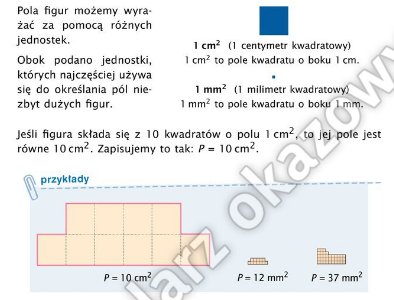 Pola figur możemy wyra-
żać za pomocą różnych
jednostek.
Obok podano jednostki,
których najczęściej używa
się do określania pól nie-
zbyt dużych figur.
1 cm² (1 centymetr kwadratowy)
1 cm² to pole kwadratu o boku 1 cm.
1 mm² (1 milimetr kwadratowy)
1 mm² to pole kwadratu o boku 1 mm.
Jeśli figura składa się z 10 kwadratów o polu 1 cm², to jej pole jest
równe 10 cm². Zapisujemy to tak: P = 10 cm².
przykłady
P = 10 cm²
P = 12 mm²
P = 37 mm²